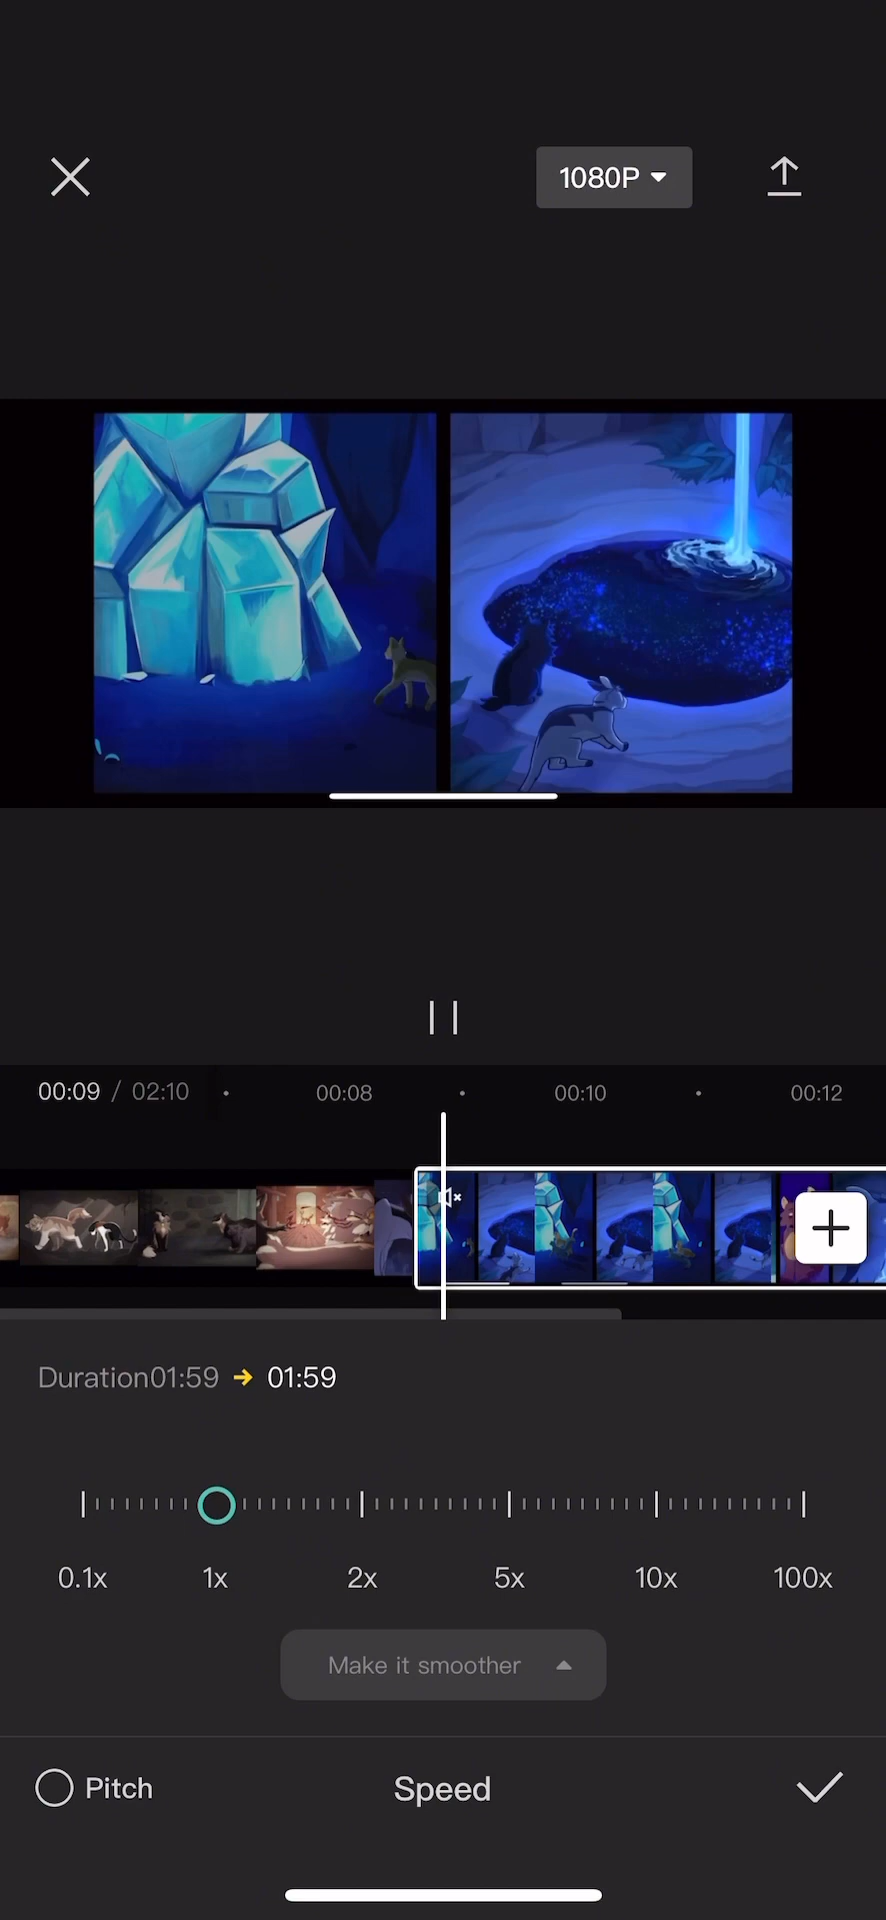 1080P
00:09 / 02:10 00:08 00:10 00:12
Duration01:59 → 01:59
0.1x 1x 2x 5x 10x 100x
Make it smoother
Pitch Speed